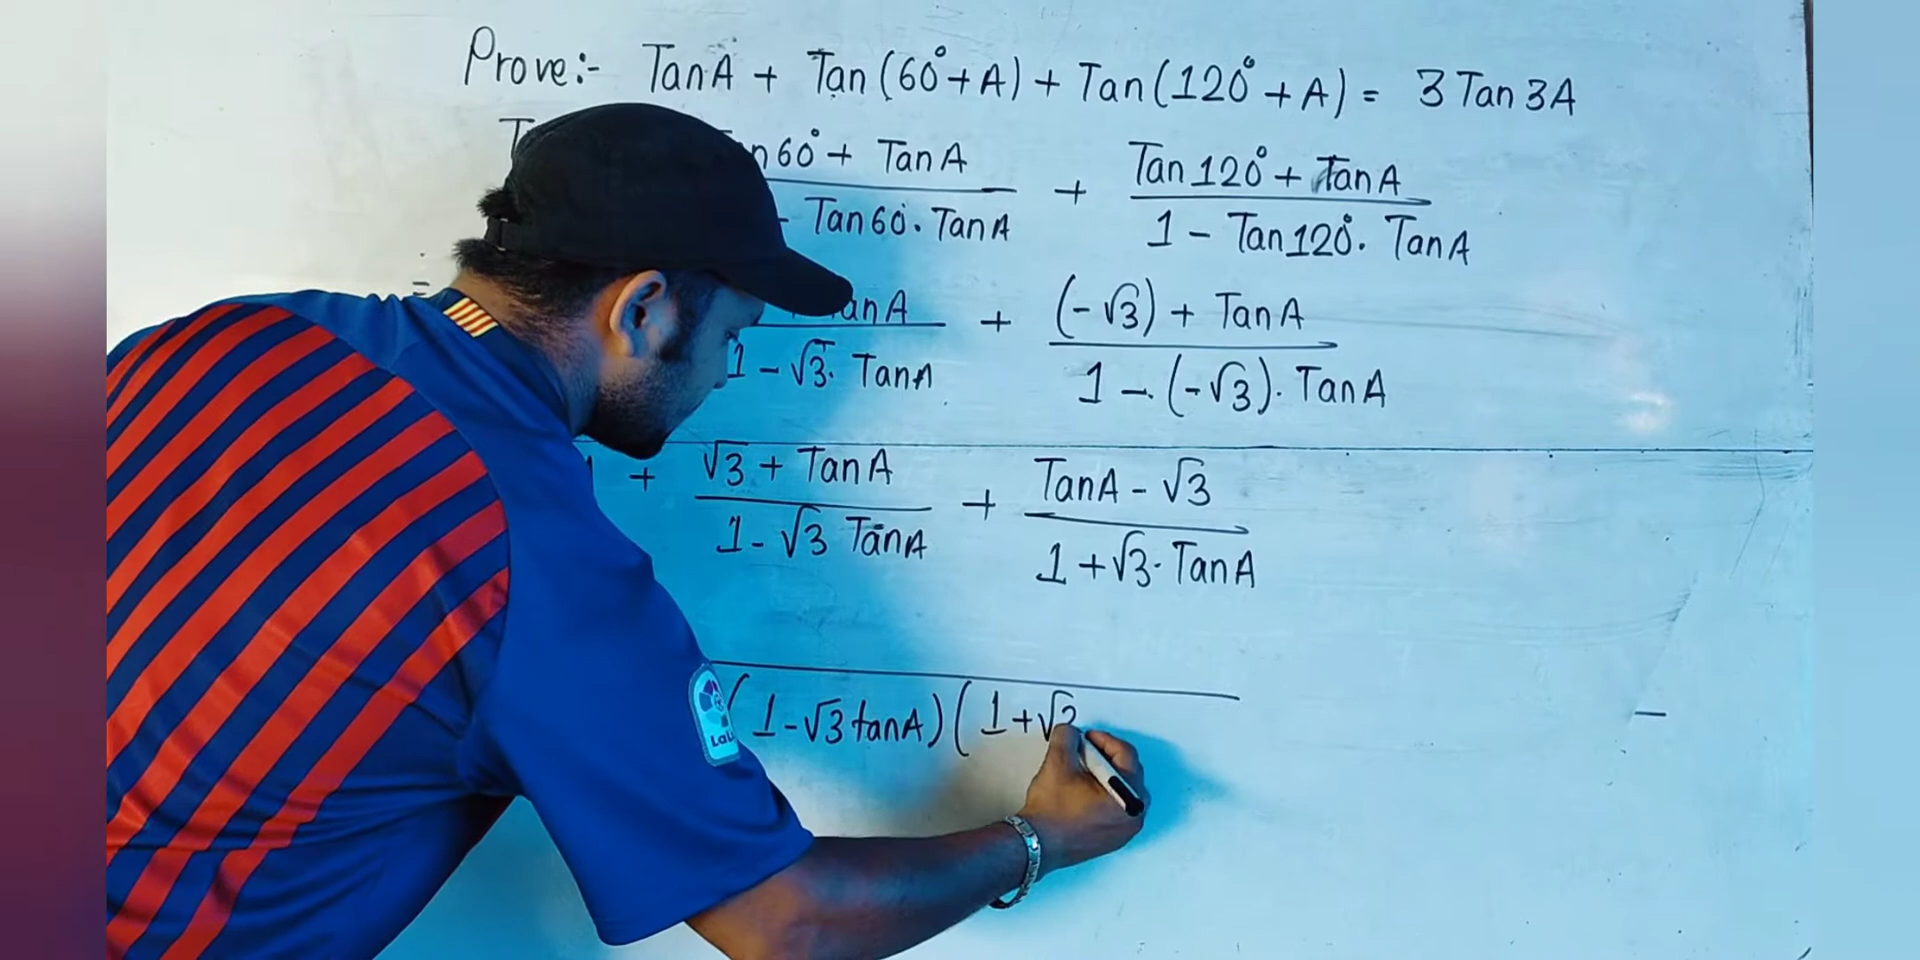 Prove:- TanA + Tan(60°+A) + Tan(120°+A) = 3 Tan3A
60° + TanA + Tan120° + TanA
Tan60°. TanA 1 - Tan120°. TanA
= anA + (-√3) + TanA
1 - √3. TanA 1 - (-√3). TanA
+ √3 + TanA + TanA - √3
1 - √3 TanA 1 + √3. TanA
(1 - √3 tanA) (1 + √3
LaLi